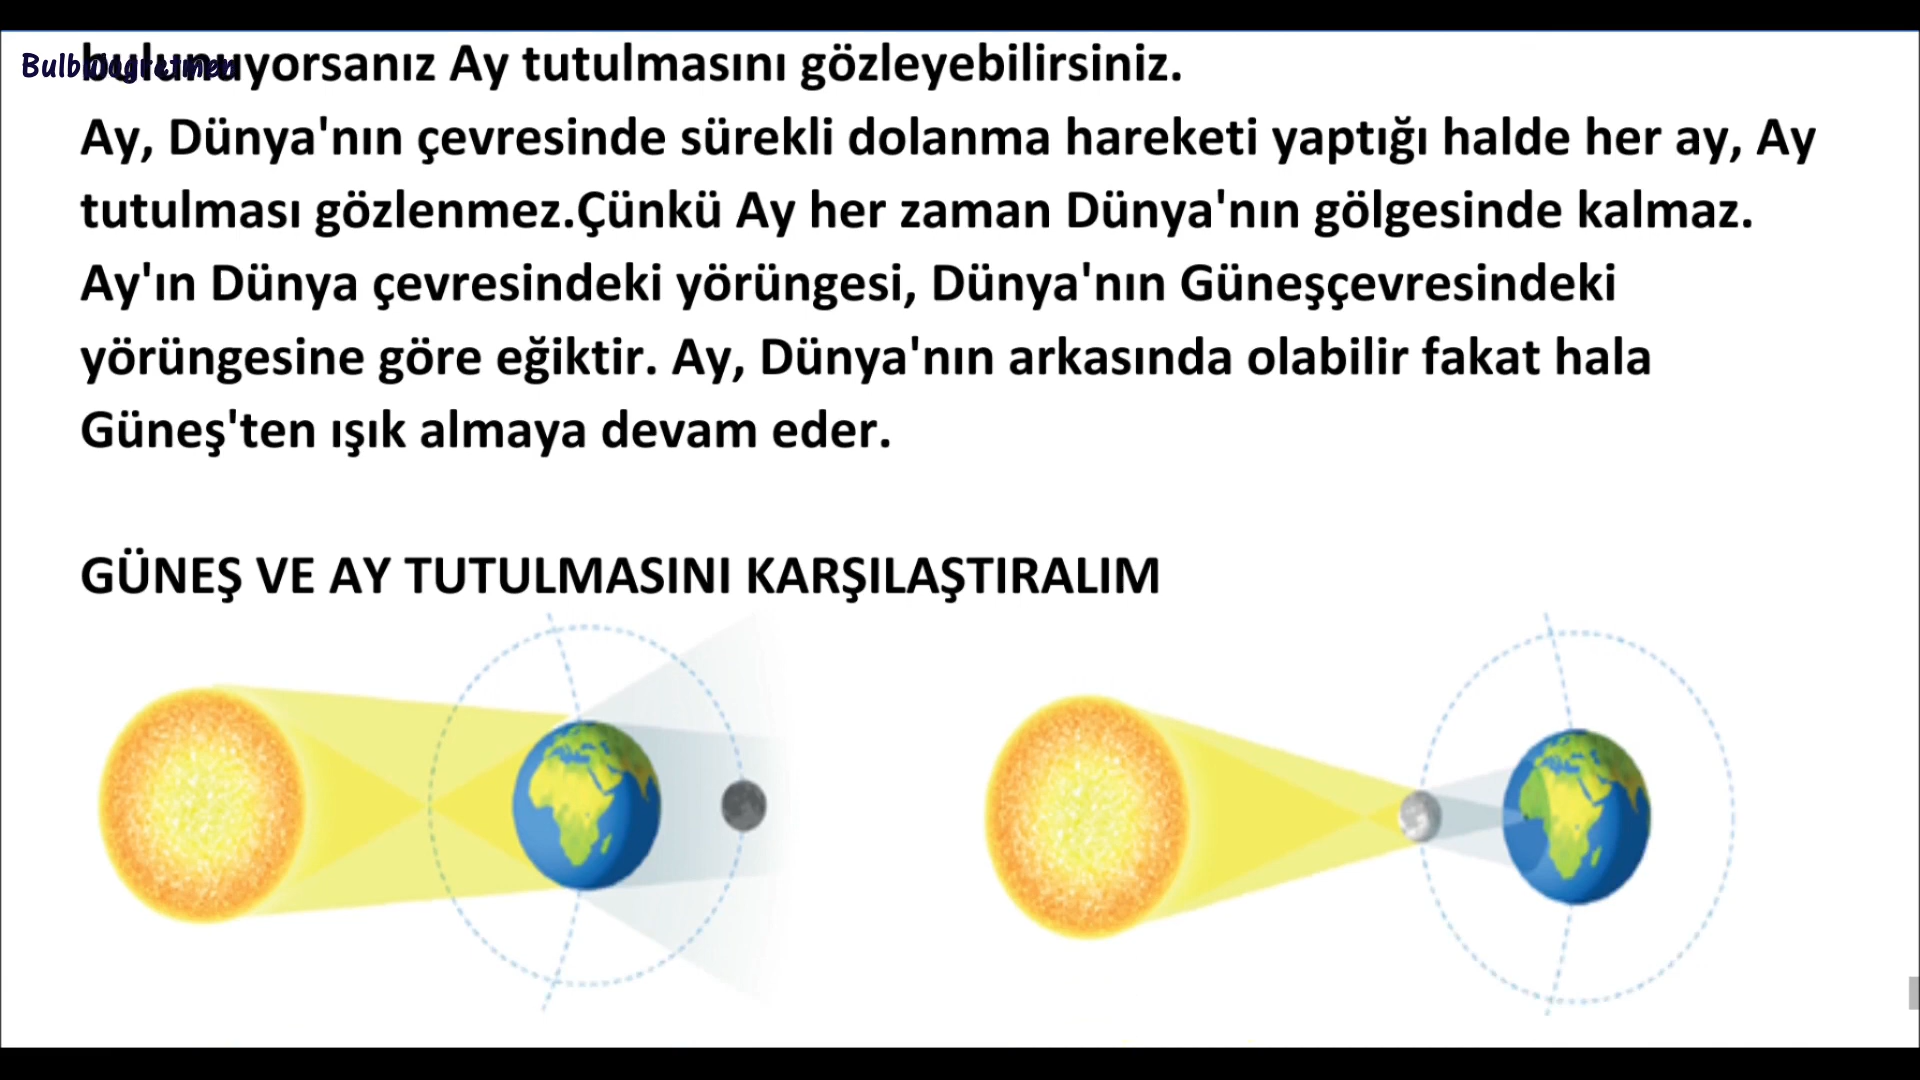 Bulbulogretmen
bulunuyorsanız Ay tutulmasını gözleyebilirsiniz.
Ay, Dünya'nın çevresinde sürekli dolanma hareketi yaptığı halde her ay, Ay
tutulması gözlenmez.Çünkü Ay her zaman Dünya'nın gölgesinde kalmaz.
Ay'ın Dünya çevresindeki yörüngesi, Dünya'nın Güneşçevresindeki
yörüngesine göre eğiktir. Ay, Dünya'nın arkasında olabilir fakat hala
Güneş'ten ışık almaya devam eder.
GÜNEŞ VE AY TUTULMASINI KARŞILAŞTIRALIM